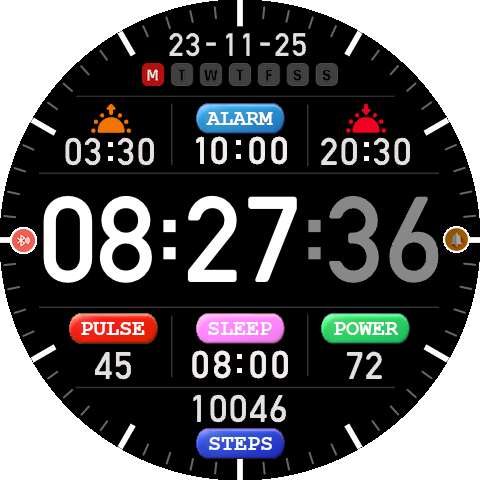 23-11-25
M T W T F S S
ALARM
03:30 10:00 20:30
08:27:36
PULSE SLEEP POWER
45 08:00 72
10046
STEPS